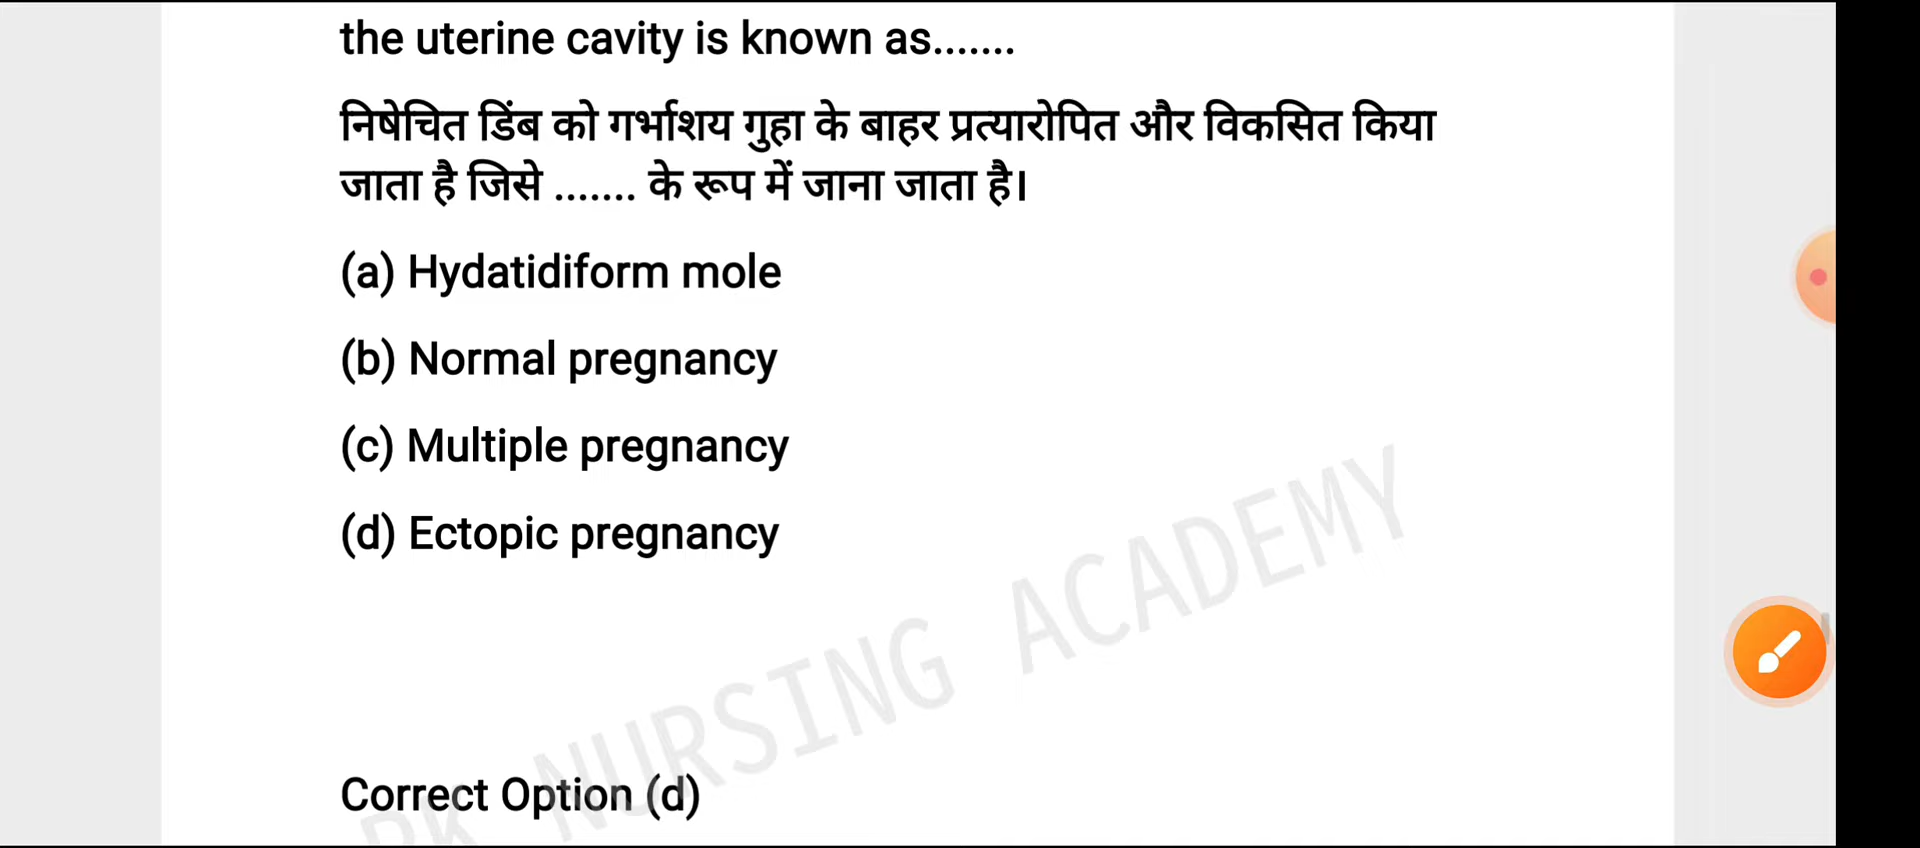 the uterine cavity is known as.......
निषेचित डिंब को गर्भाशय गुहा के बाहर प्रत्यारोपित और विकसित किया
जाता है जिसे ....... के रूप में जाना जाता है।
(a) Hydatidiform mole
(b) Normal pregnancy
(c) Multiple pregnancy
(d) Ectopic pregnancy
RK NURSING ACADEMY
Correct Option (d)